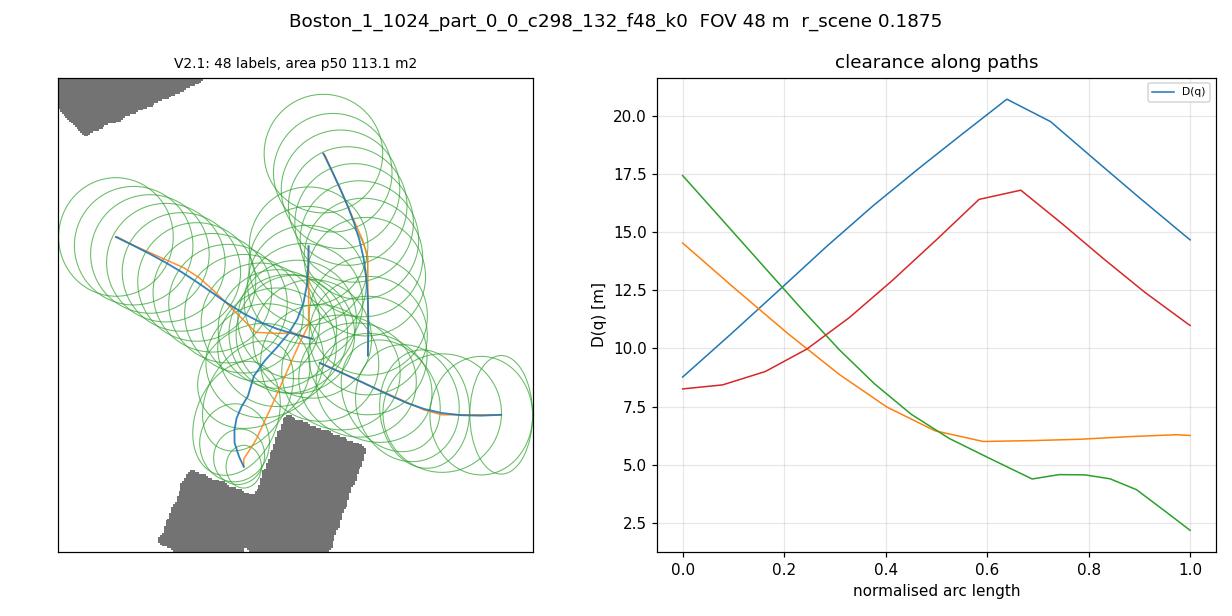 Boston_1_1024_part_0_0_c298_132_f48_k0  FOV 48 m  r_scene 0.1875
V2.1: 48 labels, area p50 113.1 m2
clearance along paths
D(q)
20.0
17.5
15.0
12.5
10.0
7.5
5.0
2.5
D(q) [m]
0.0 0.2 0.4 0.6 0.8 1.0
normalised arc length